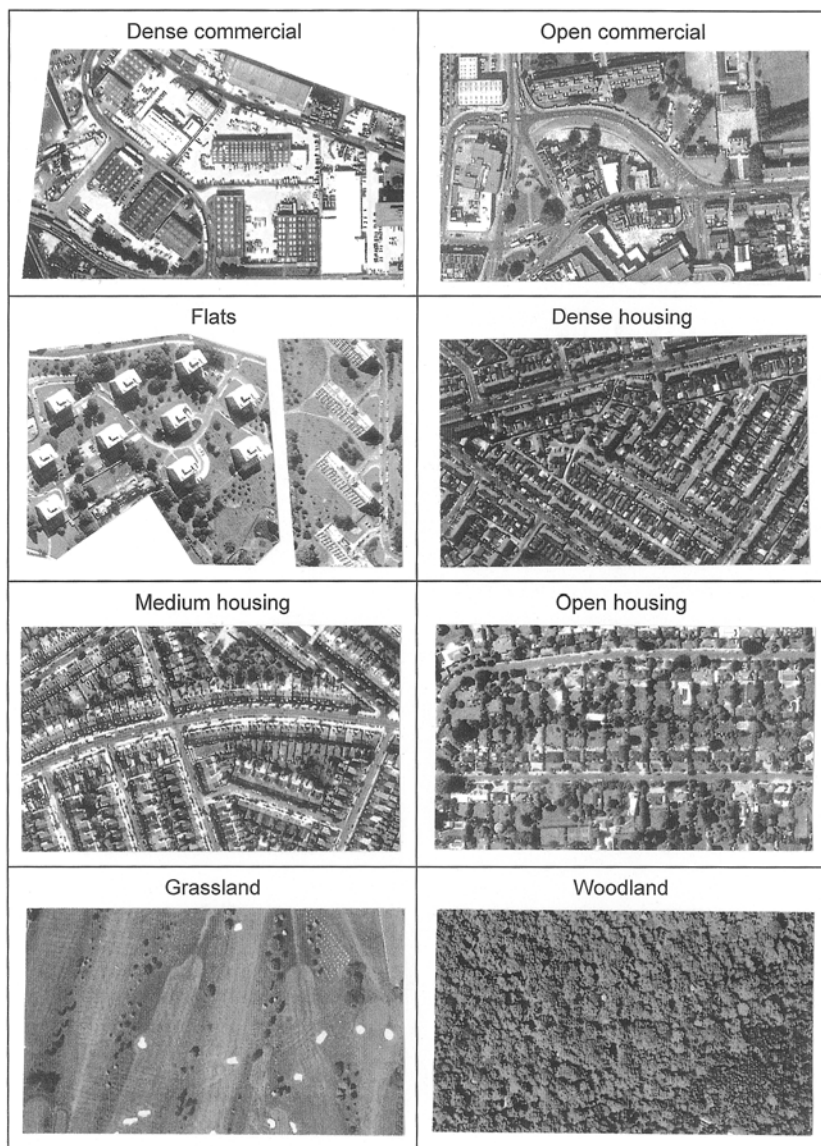 Dense commercial
Open commercial
Flats
Dense housing
Medium housing
Open housing
Grassland
Woodland